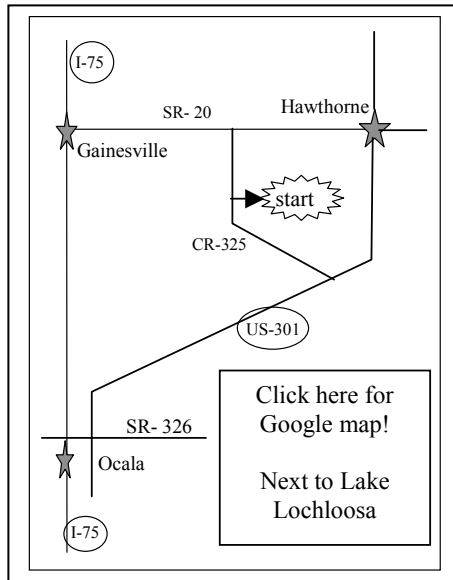 I-75
Hawthorne
SR- 20
Gainesville
start
CR-325
US-301
Click here for
Google map!
Next to Lake
Lochloosa
SR- 326
Ocala
I-75